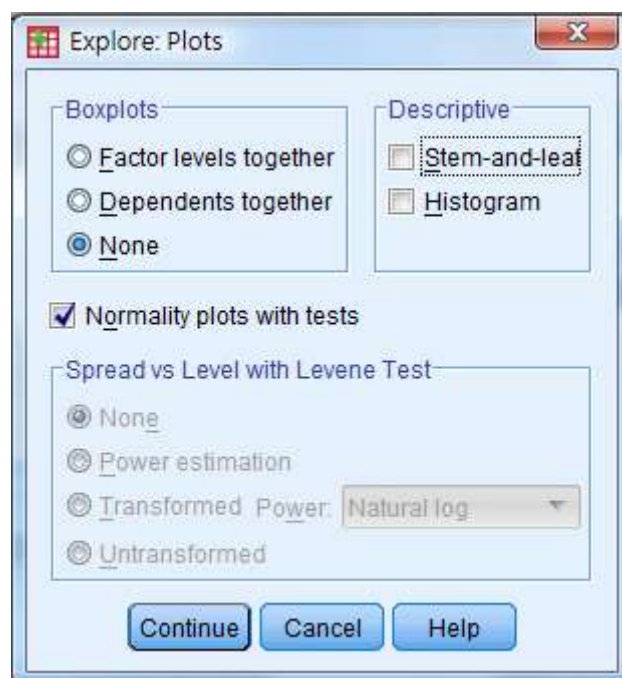 Explore: Plots
Boxplots
Factor levels together
Dependents together
None
Descriptive
Stem-and-leaf
Histogram
Normality plots with tests
Spread vs Level with Levene Test
None
Power estimation
Transformed Power: Natural log
Untransformed
Continue Cancel Help